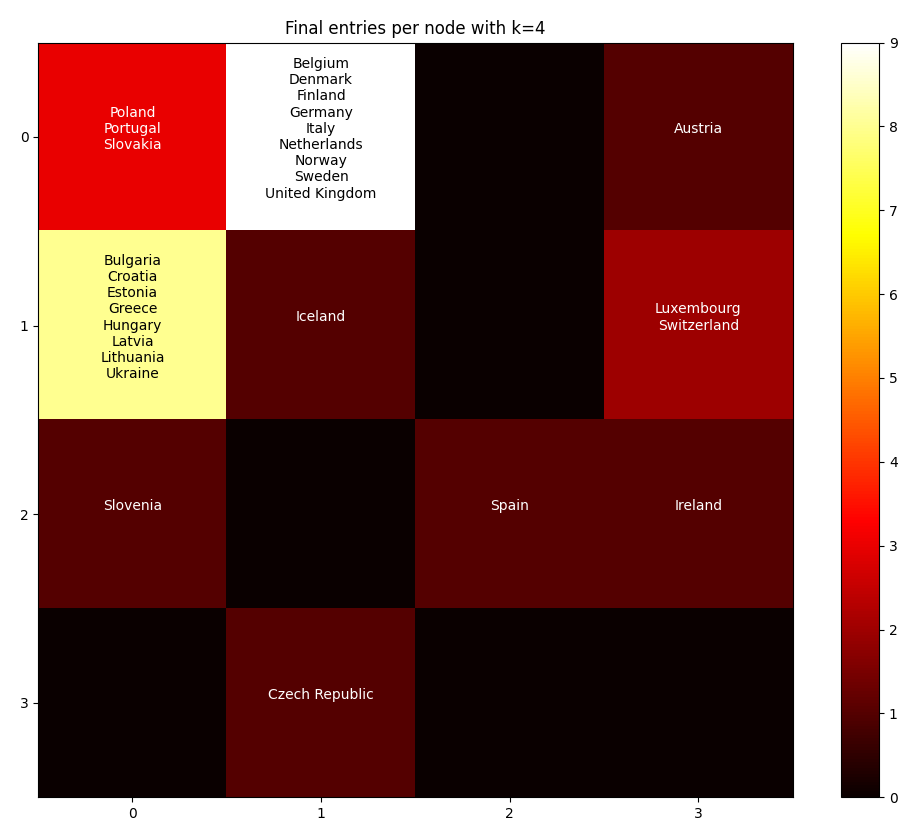 Final entries per node with k=4
Poland
Portugal
Slovakia
Belgium
Denmark
Finland
Germany
Italy
Netherlands
Norway
Sweden
United Kingdom
Austria
Bulgaria
Croatia
Estonia
Greece
Hungary
Latvia
Lithuania
Ukraine
Iceland
Luxembourg
Switzerland
Slovenia
Spain
Ireland
Czech Republic
0
1
2
3
0
1
2
3
9
8
7
6
5
4
3
2
1
0